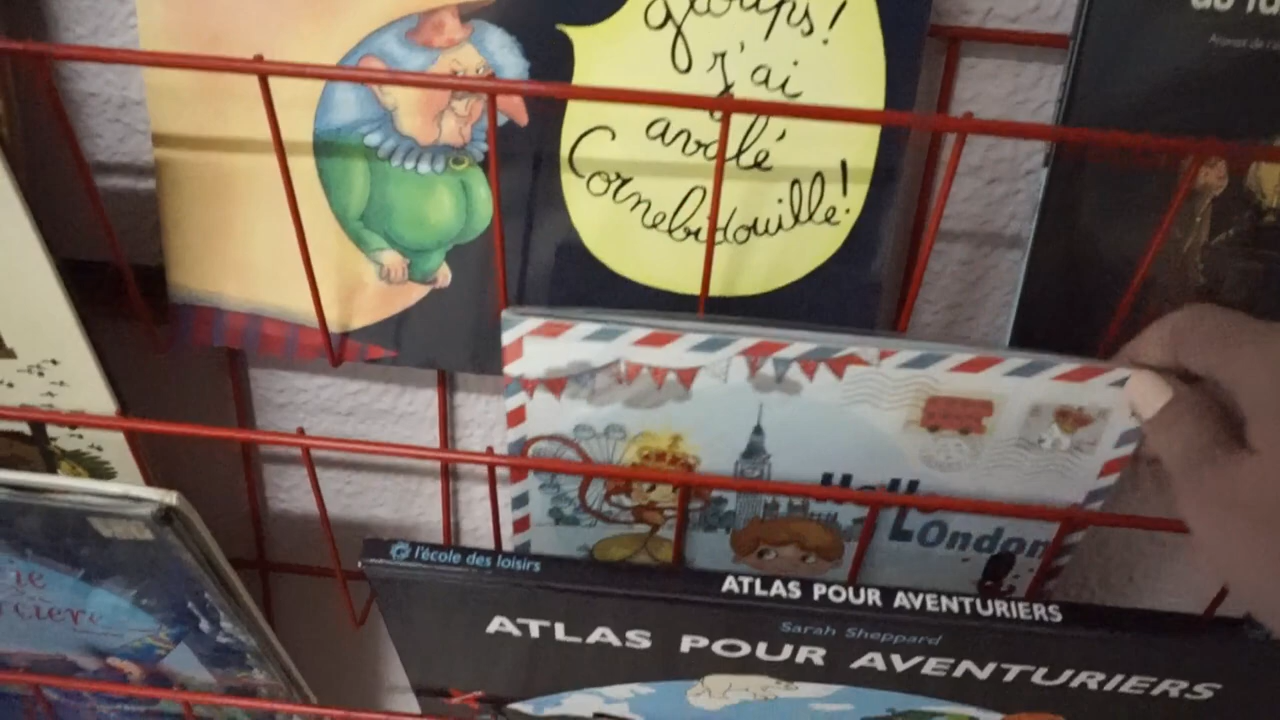 groups!
j'ai
avalé
Cornebidouille!
Hello
London
l'école des loisirs
ATLAS POUR AVENTURIERS
Sarah Sheppard
ATLAS POUR AVENTURIERS